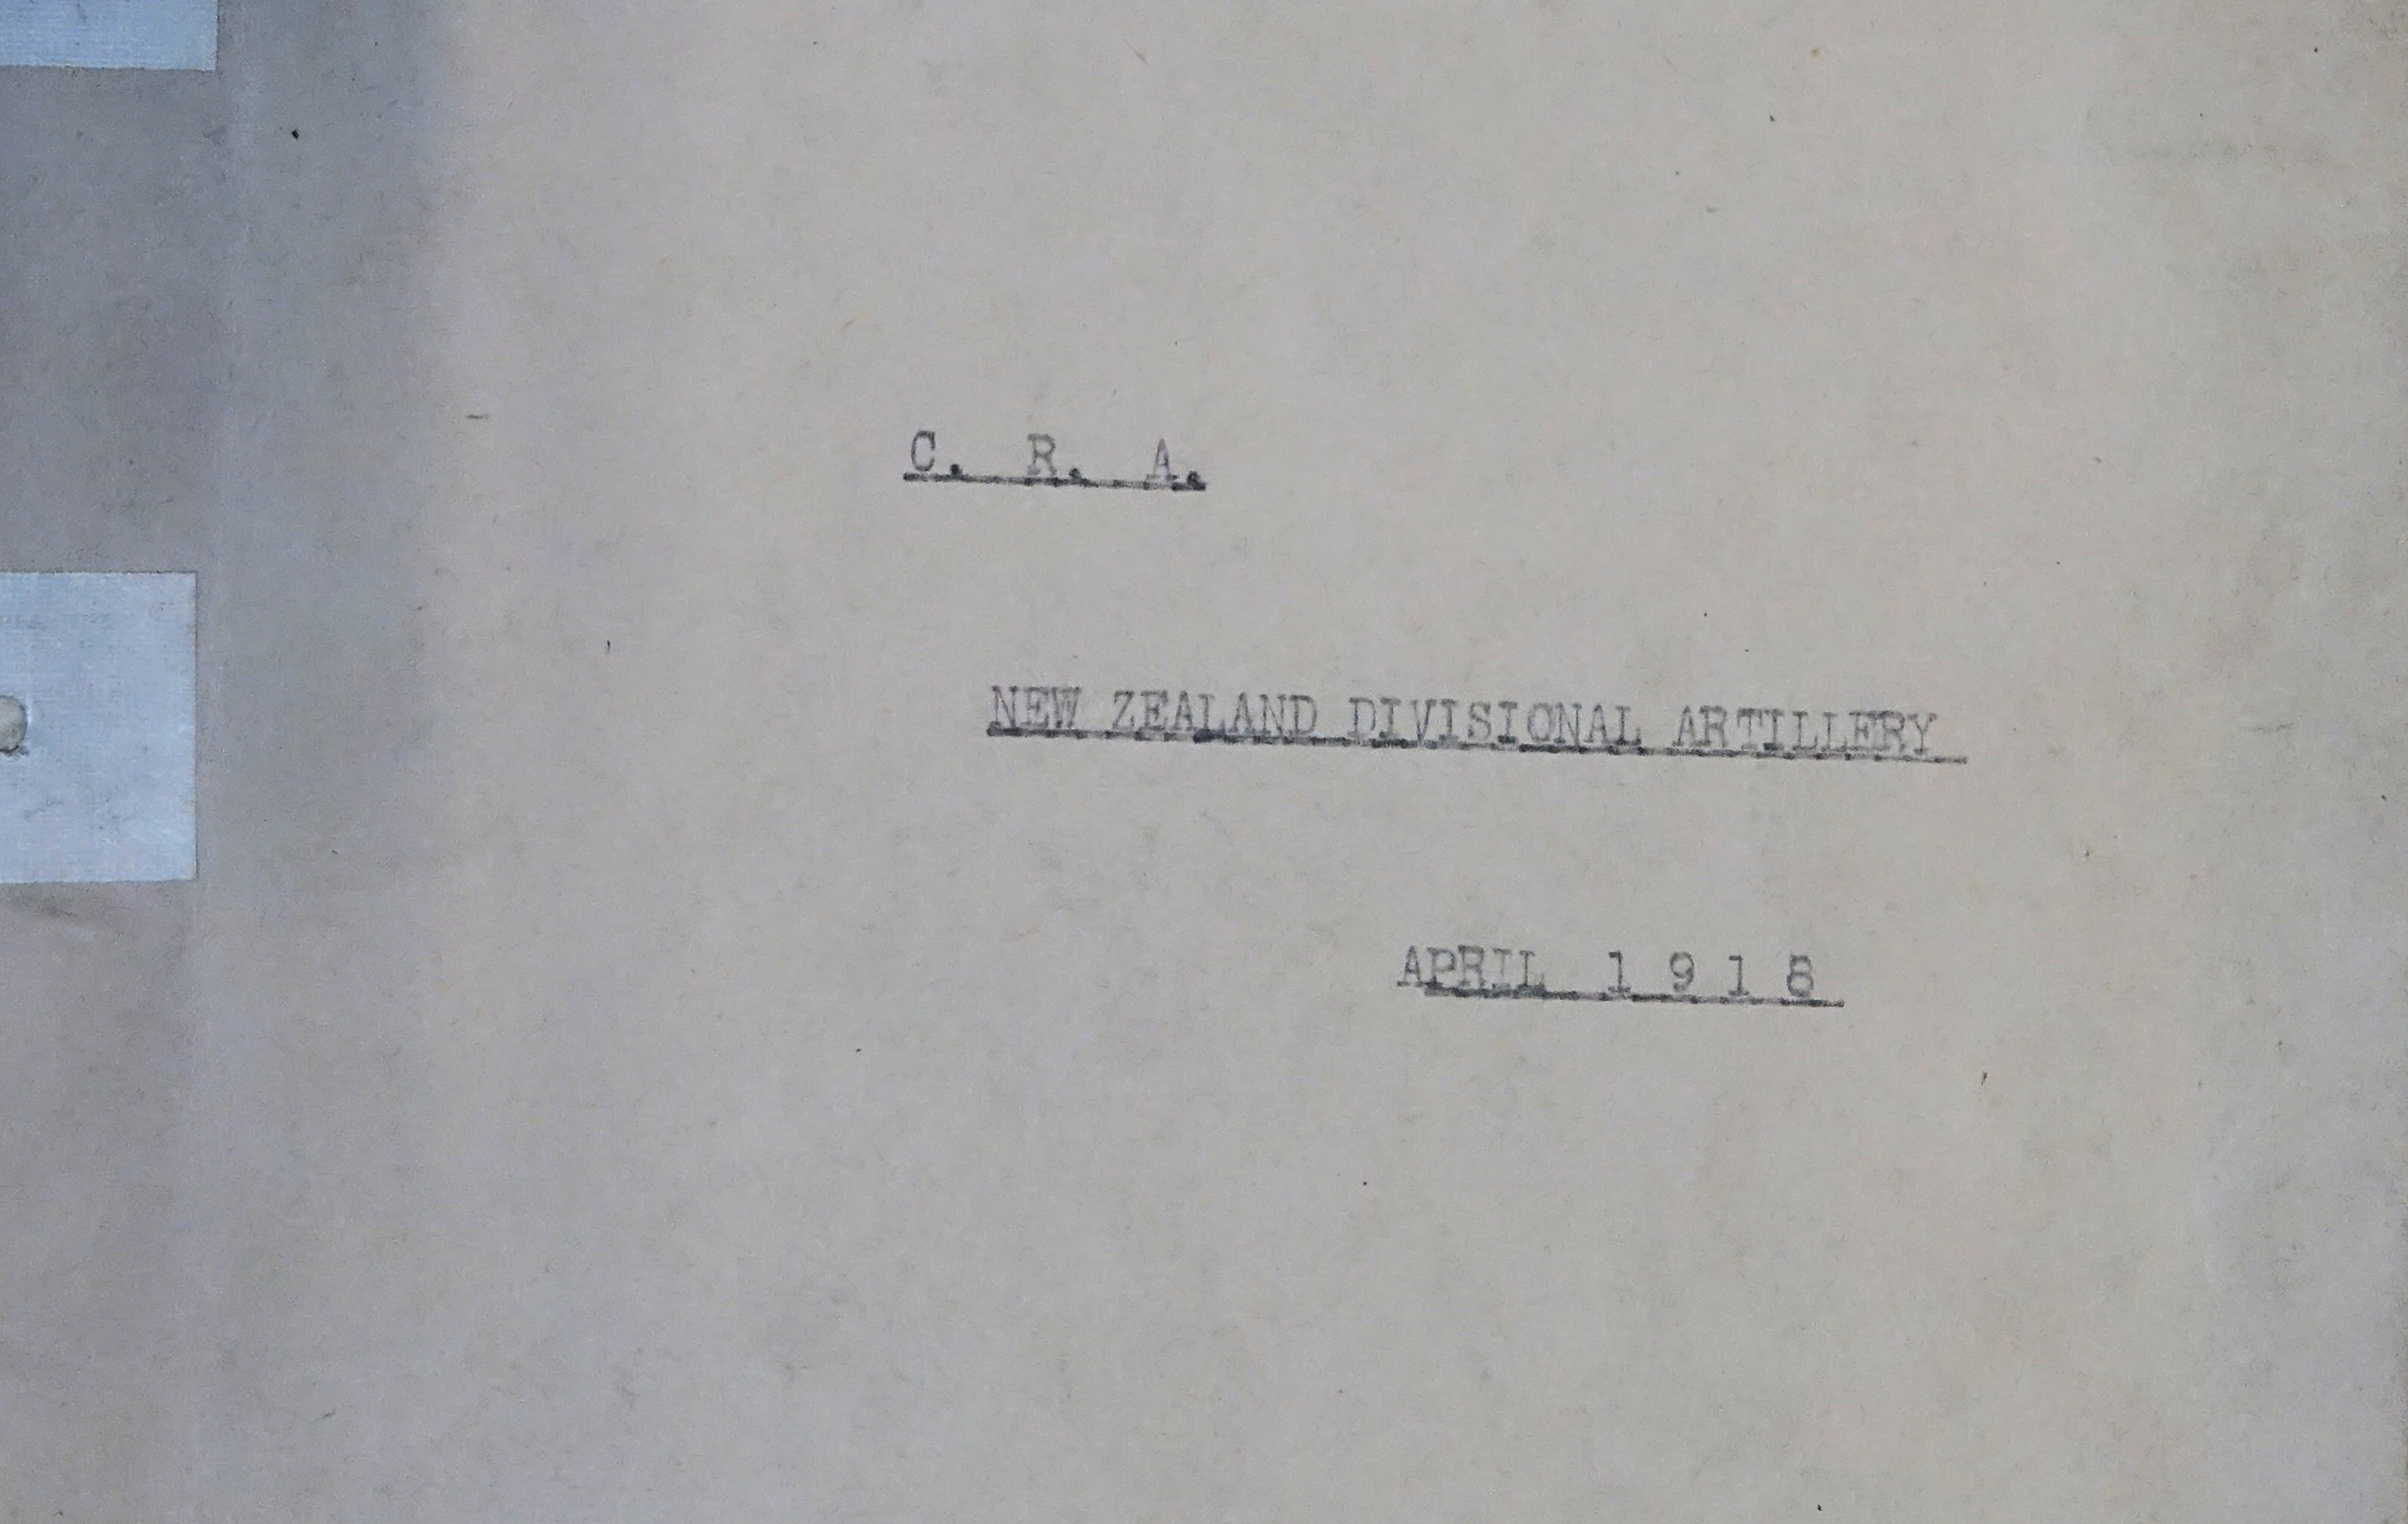 C. R. A.
NEW ZEALAND DIVISIONAL ARTILLERY
APRIL 1 9 1 8